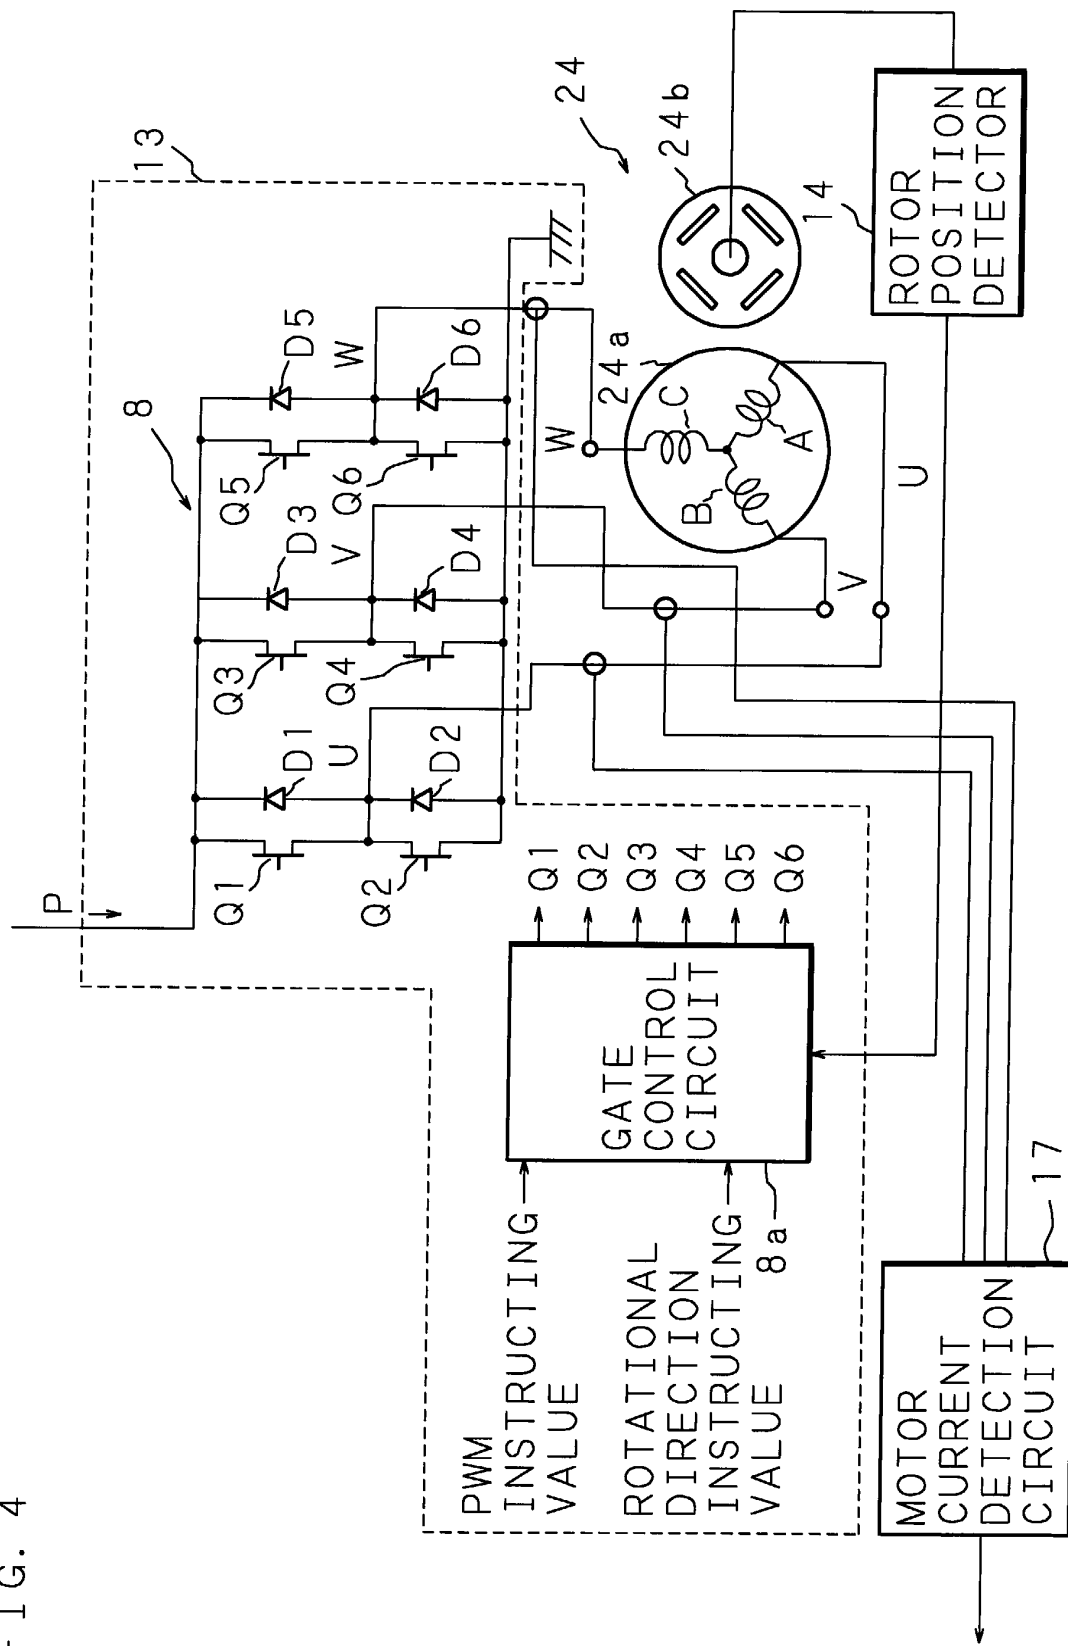 FIG. 4
P
13
8
Q1
D1
U
Q2
D2
Q3
D3
V
Q4
D4
Q5
D5
W
Q6
D6
PWM
INSTRUCTING
VALUE
ROTATIONAL
DIRECTION
INSTRUCTING
VALUE
8a
GATE
CONTROL
CIRCUIT
Q1
Q2
Q3
Q4
Q5
Q6
W
24a
C
B
A
V
U
24
24b
14
ROTOR
POSITION
DETECTOR
MOTOR
CURRENT
DETECTION
CIRCUIT
17